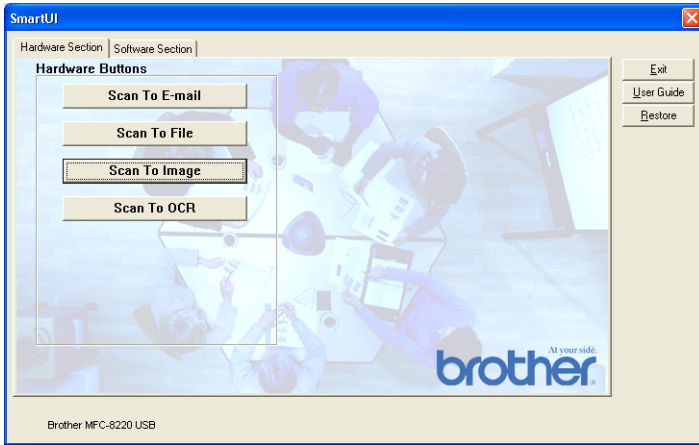 SmartUI
Hardware Section Software Section
Hardware Buttons
Scan To E-mail
Scan To File
Scan To Image
Scan To OCR
Exit
User Guide
Restore
At your side.
brother
Brother MFC-8220 USB